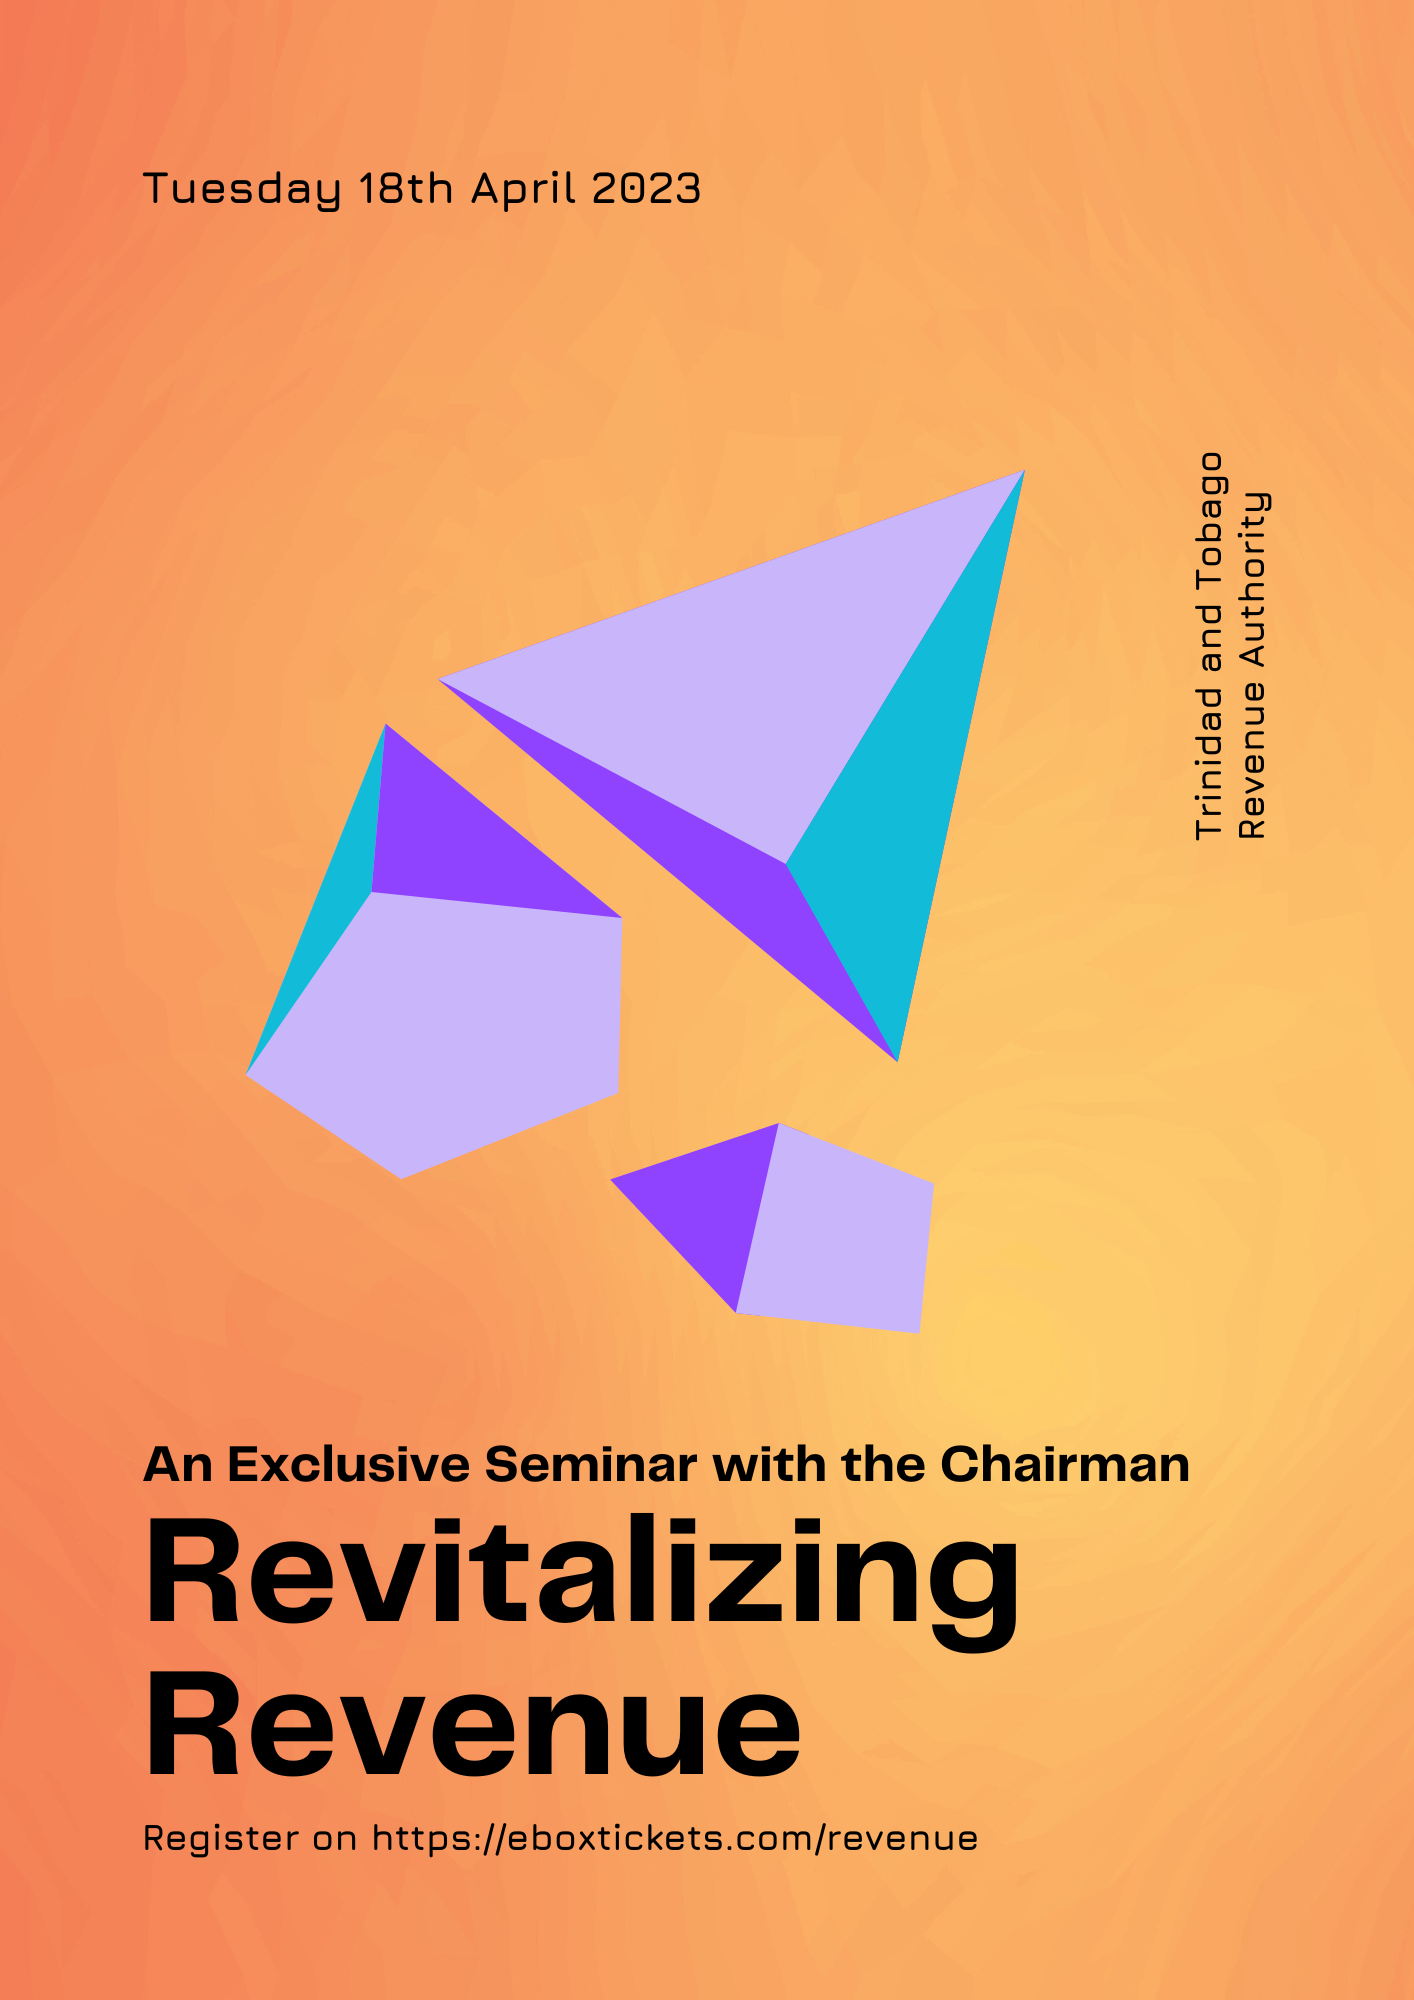 Tuesday 18th April 2023
Trinidad and Tobago
Revenue Authority
An Exclusive Seminar with the Chairman
Revitalizing
Revenue
Register on https://eboxtickets.com/revenue